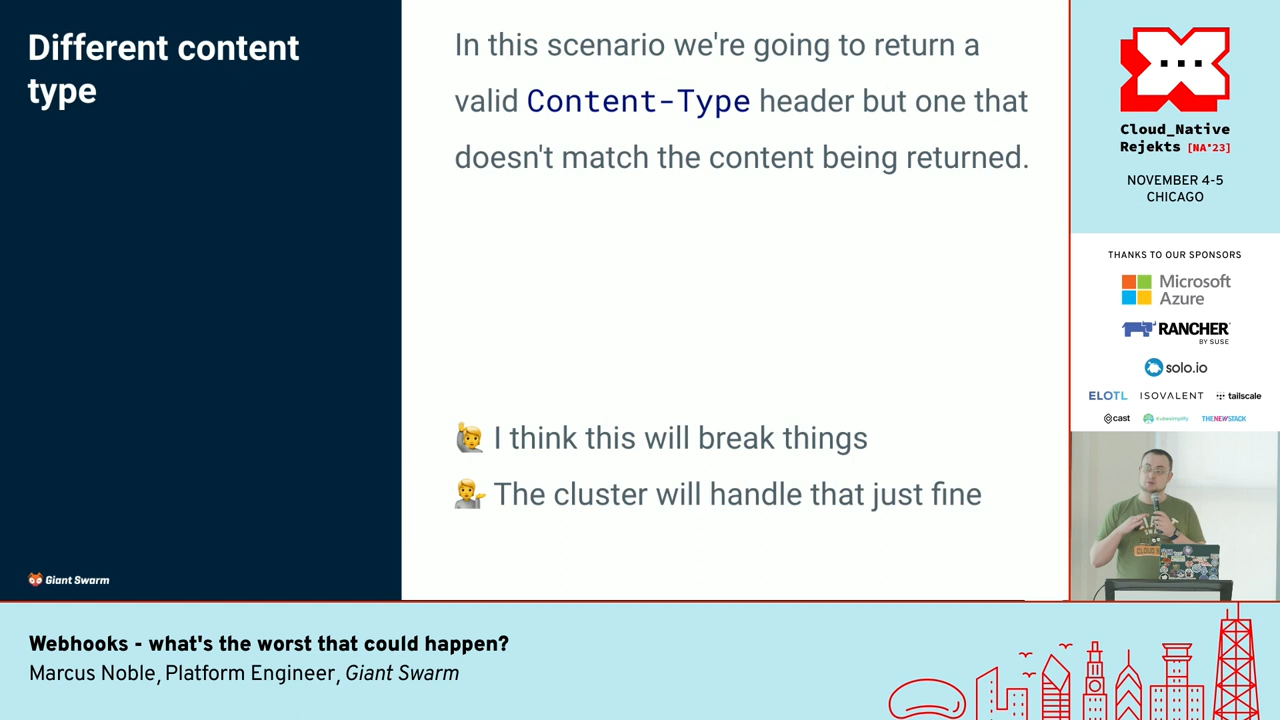 Different content
type
In this scenario we're going to return a
valid Content-Type header but one that
doesn't match the content being returned.
🙋 I think this will break things
💁 The cluster will handle that just fine
Giant Swarm
Cloud_Native
Rejekts [NA'23]
NOVEMBER 4-5
CHICAGO
THANKS TO OUR SPONSORS
Microsoft
Azure
RANCHER
BY SUSE
solo.io
ELOTL ISOVALENT tailscale
cast kubesimplify THENEWSTACK
Webhooks - what's the worst that could happen?
Marcus Noble, Platform Engineer, Giant Swarm